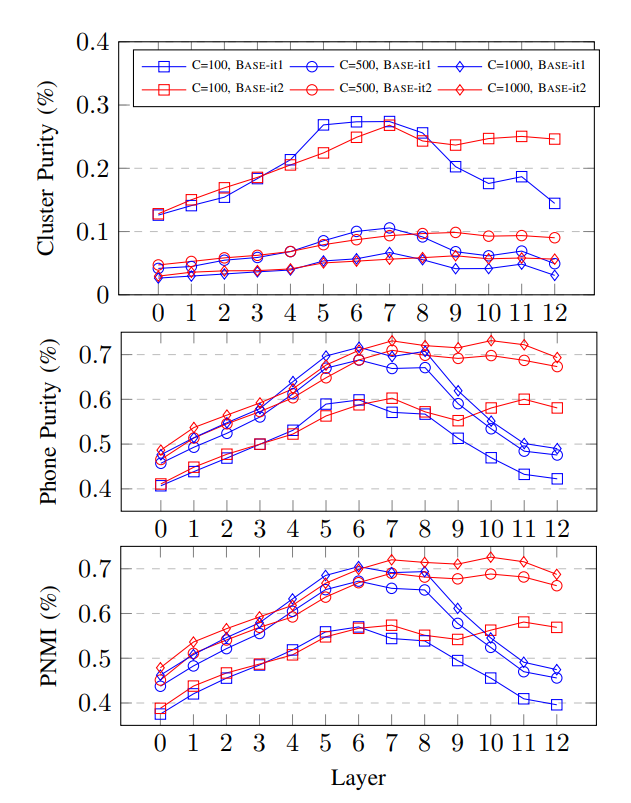 0.4
C=100, BASE-it1 C=500, BASE-it1 C=1000, BASE-it1
C=100, BASE-it2 C=500, BASE-it2 C=1000, BASE-it2
0.3
0.2
0.1
0
Cluster Purity (%)
0 1 2 3 4 5 6 7 8 9 10 11 12
0.7
0.6
0.5
0.4
Phone Purity (%)
0 1 2 3 4 5 6 7 8 9 10 11 12
0.7
0.6
0.5
0.4
PNMI (%)
0 1 2 3 4 5 6 7 8 9 10 11 12
Layer